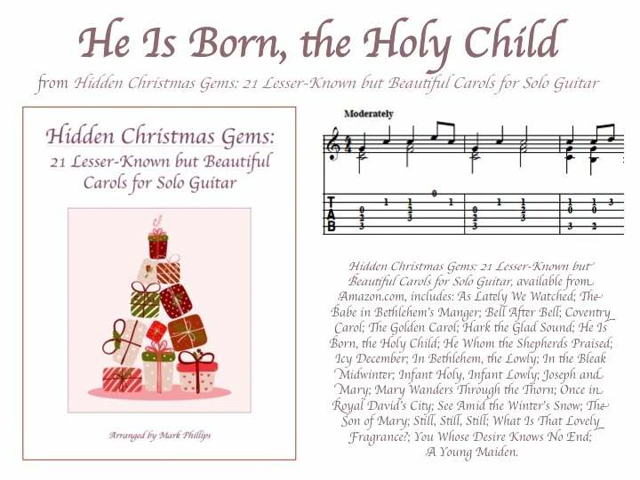 He Is Born, the Holy Child
from Hidden Christmas Gems: 21 Lesser-Known but Beautiful Carols for Solo Guitar
Hidden Christmas Gems:
21 Lesser-Known but Beautiful
Carols for Solo Guitar
Arranged by Mark Phillips
Moderately
T
A
B
Hidden Christmas Gems: 21 Lesser-Known but
Beautiful Carols for Solo Guitar, available from
Amazon.com, includes: As Lately We Watched; The
Babe in Bethlehem's Manger; Bell After Bell; Coventry
Carol; The Golden Carol; Hark the Glad Sound; He Is
Born, the Holy Child; He Whom the Shepherds Praised;
Icy December; In Bethlehem, the Lowly; In the Bleak
Midwinter; Infant Holy, Infant Lowly; Joseph and
Mary; Mary Wanders Through the Thorn; Once in
Royal David's City; See Amid the Winter's Snow; The
Son of Mary; Still, Still, Still; What Is That Lovely
Fragrance?; You Whose Desire Knows No End;
A Young Maiden.